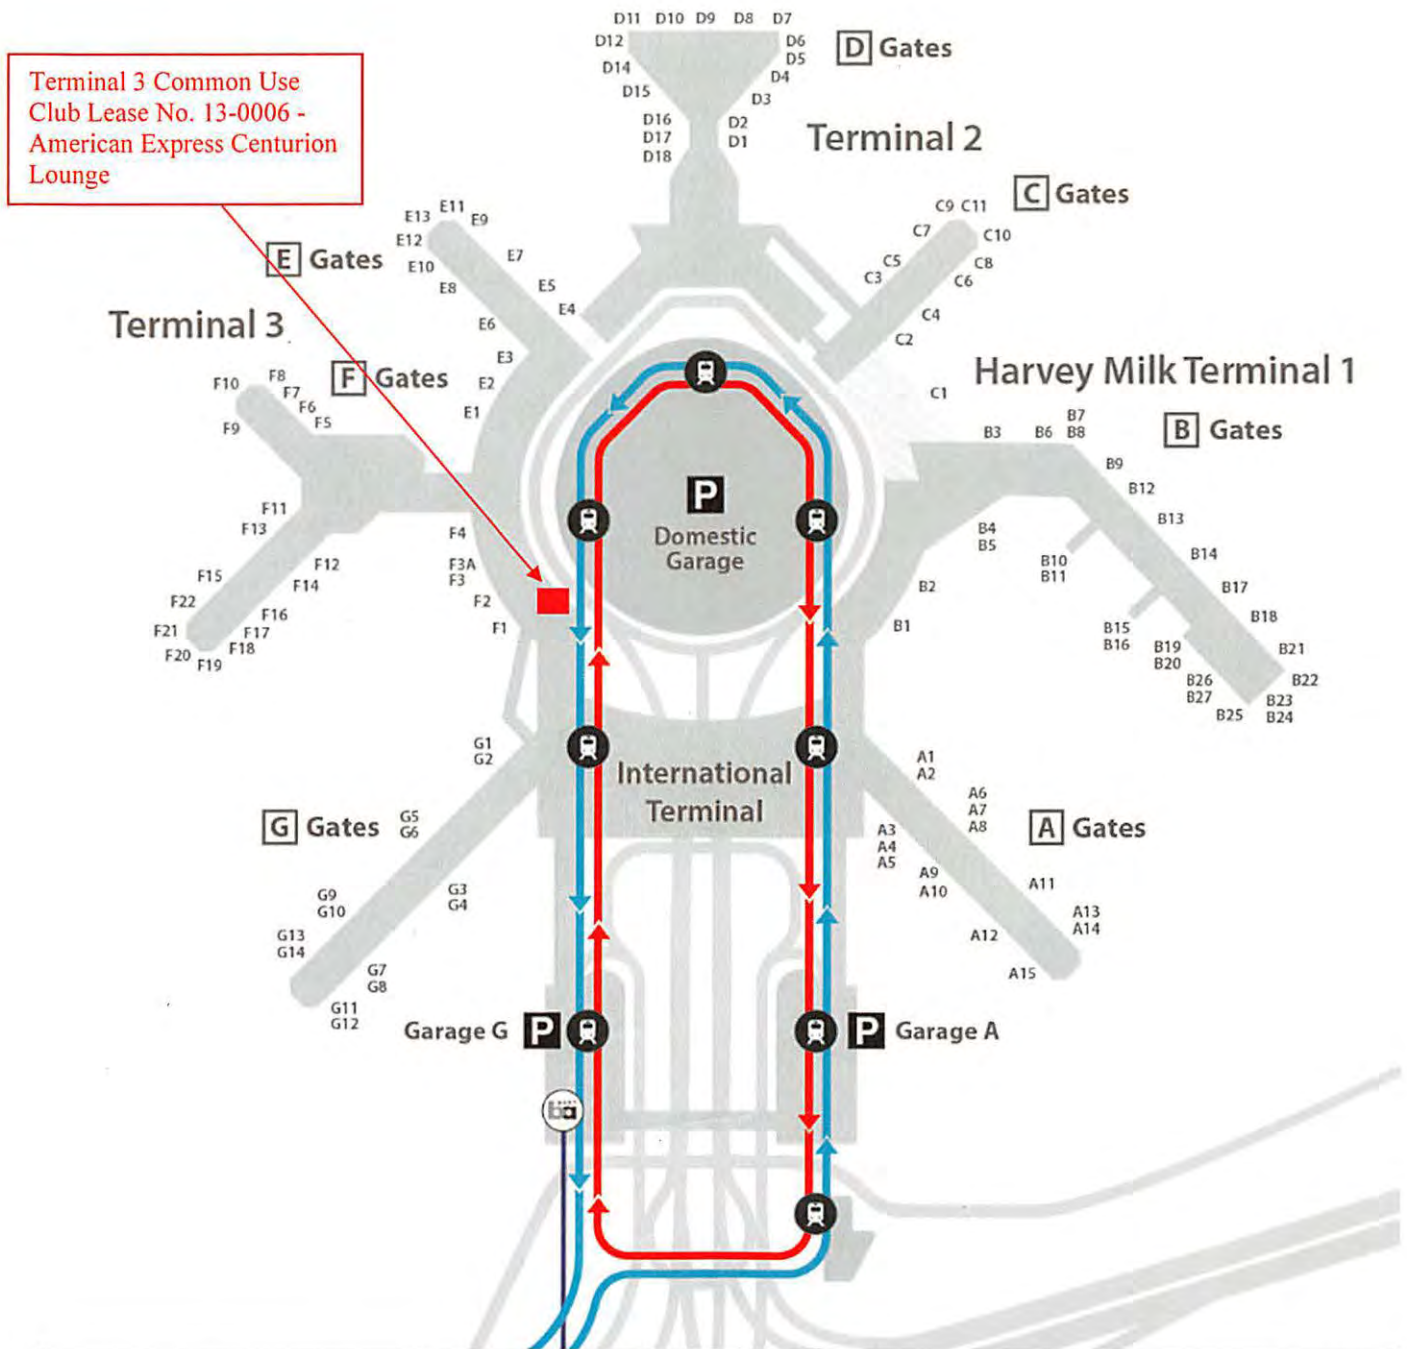 Terminal 3 Common Use
Club Lease No. 13-0006 -
American Express Centurion
Lounge
D11 D10 D9 D8 D7
D12
D14
D15
D16
D17
D18
D6
D5
D4
D3
D2
D1
D Gates
Terminal 2
C Gates
C9 C11
C7
C10
C5
C8
C3
C6
C4
C2
C1
E Gates
E13
E11
E9
E12
E10
E7
E8
E5
E4
E6
E3
E2
E1
Terminal 3
F Gates
F10
F8
F7
F6
F5
F9
F11
F13
F4
F3A
F3
F2
F1
F12
F14
F15
F22
F16
F17
F21
F18
F20
F19
Harvey Milk Terminal 1
B Gates
B3
B6
B7
B8
B9
B12
B13
B4
B5
B14
B10
B11
B17
B2
B18
B1
B15
B16
B19
B20
B21
B22
B26
B27
B23
B24
B25
P
Domestic
Garage
International
Terminal
G1
G2
G Gates
G5
G6
G3
G4
G9
G10
G13
G14
G7
G8
G11
G12
A1
A2
A6
A7
A8
A Gates
A3
A4
A5
A9
A10
A11
A13
A14
A12
A15
Garage G P
P Garage A
ba